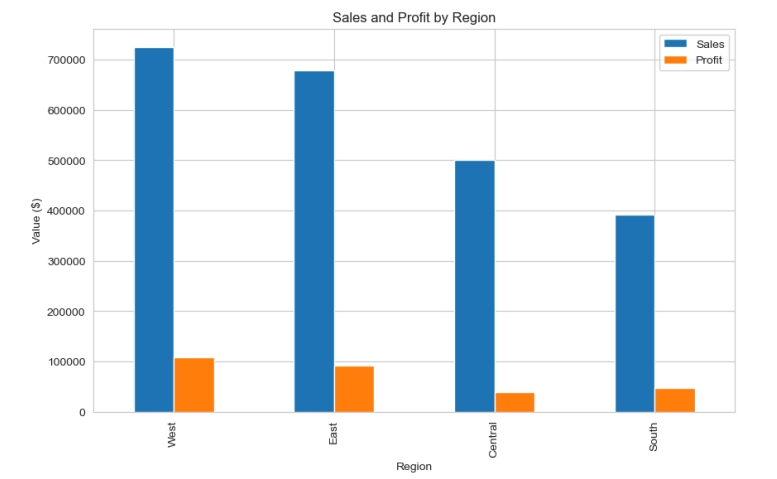 Sales and Profit by Region
Sales
Profit
Value ($)
700000
600000
500000
400000
300000
200000
100000
0
West
East
Central
South
Region